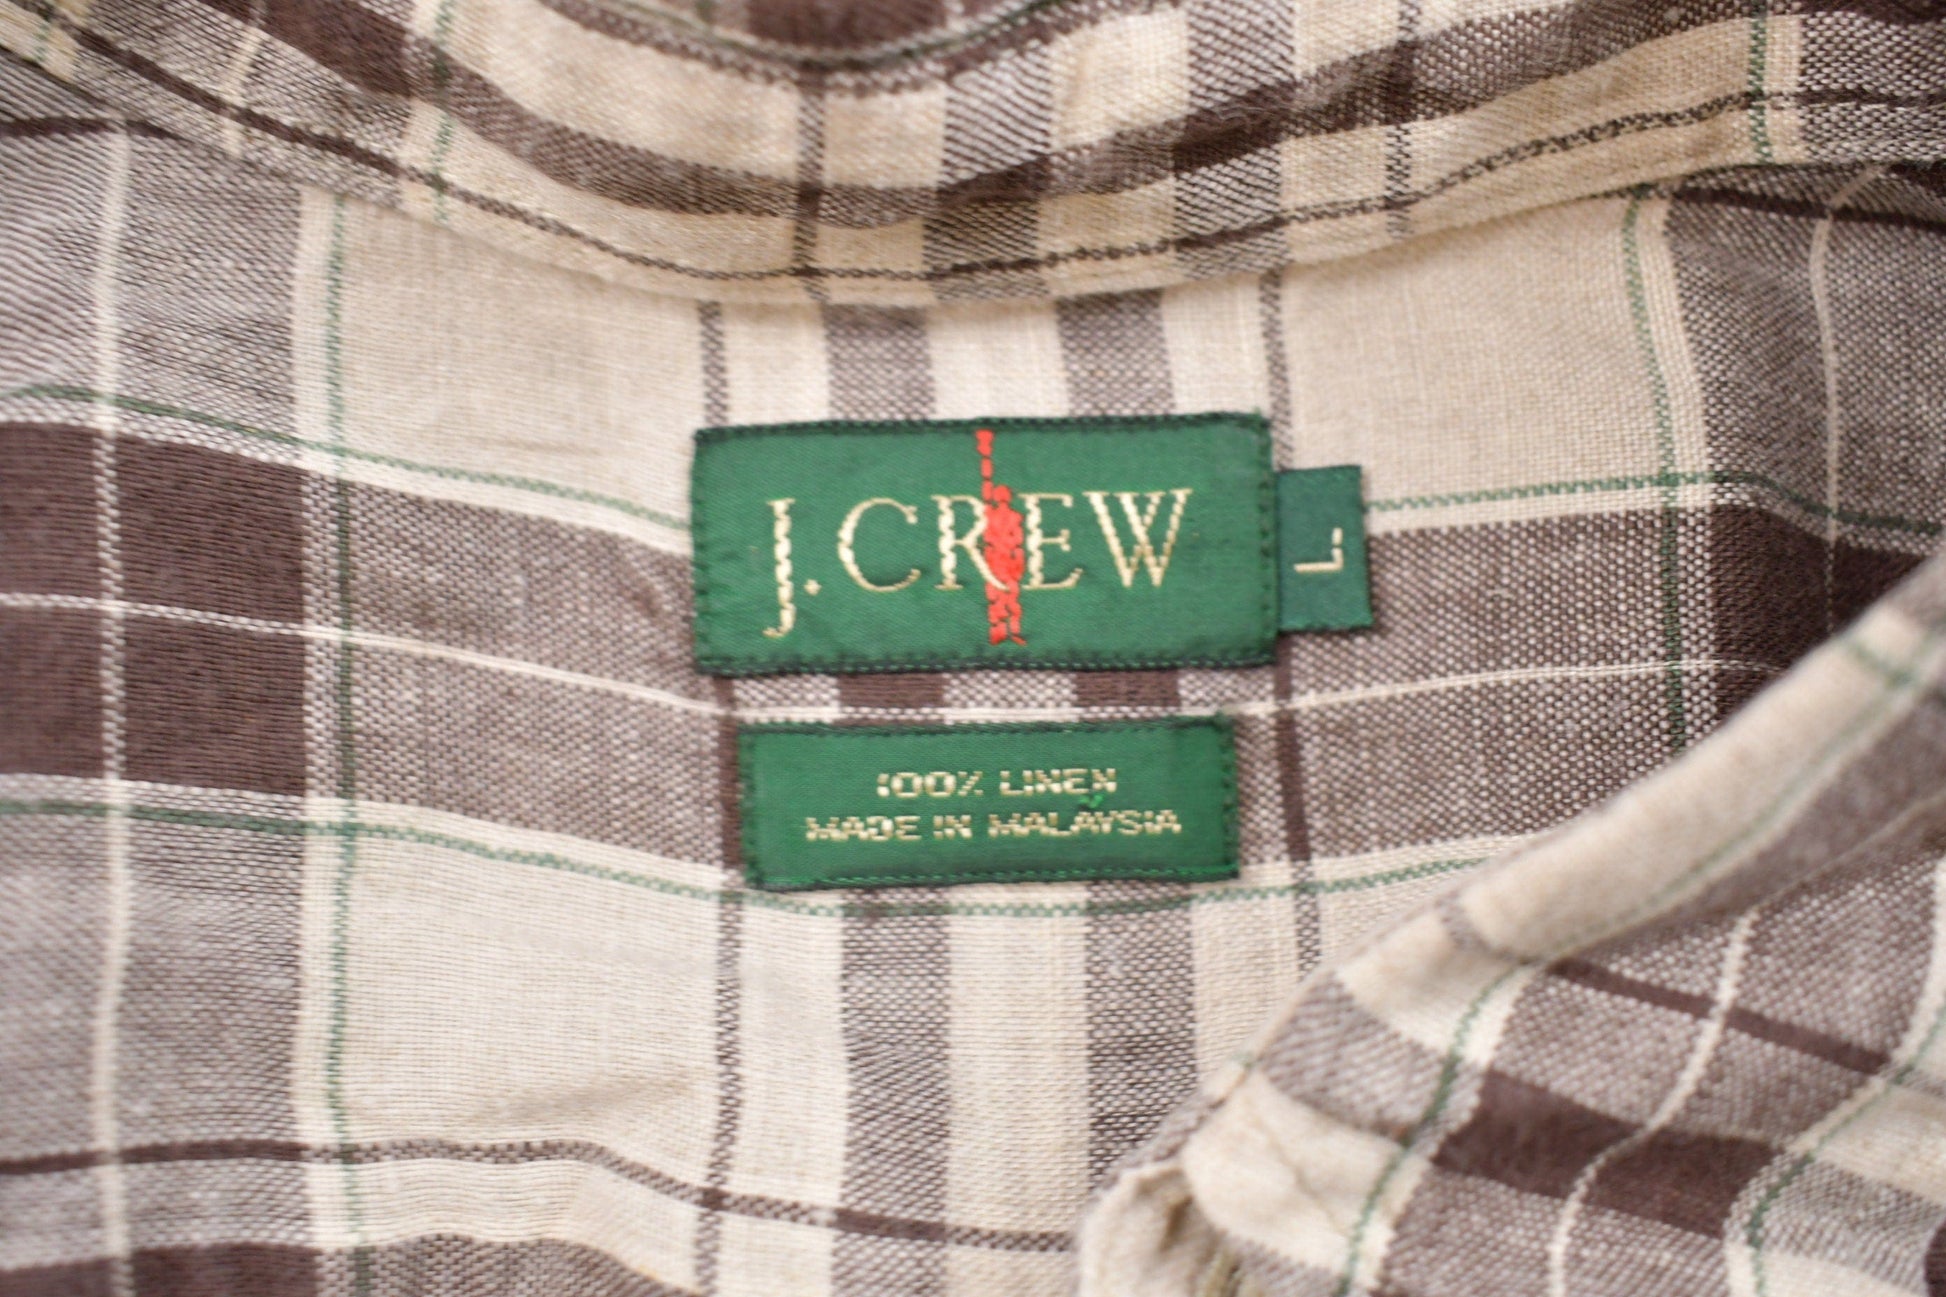 J. CREW
L
100% LINEN
MADE IN MALAYSIA